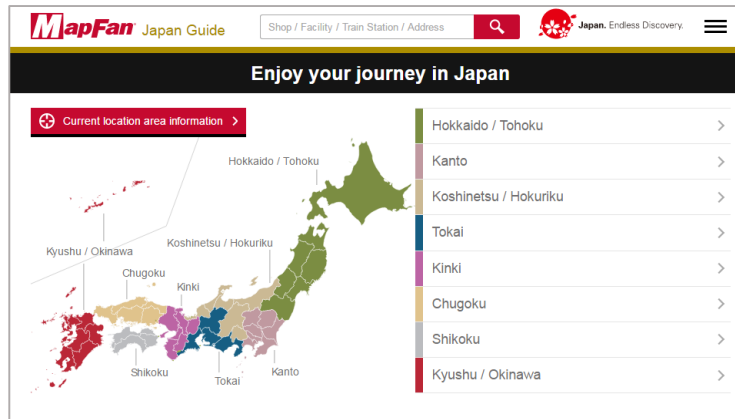 MapFan Japan Guide
Shop / Facility / Train Station / Address
Japan. Endless Discovery.
Enjoy your journey in Japan
Current location area information
Hokkaido / Tohoku
Kyushu / Okinawa
Koshinetsu / Hokuriku
Chugoku
Kinki
Shikoku
Tokai
Kanto
Hokkaido / Tohoku
Kanto
Koshinetsu / Hokuriku
Tokai
Kinki
Chugoku
Shikoku
Kyushu / Okinawa